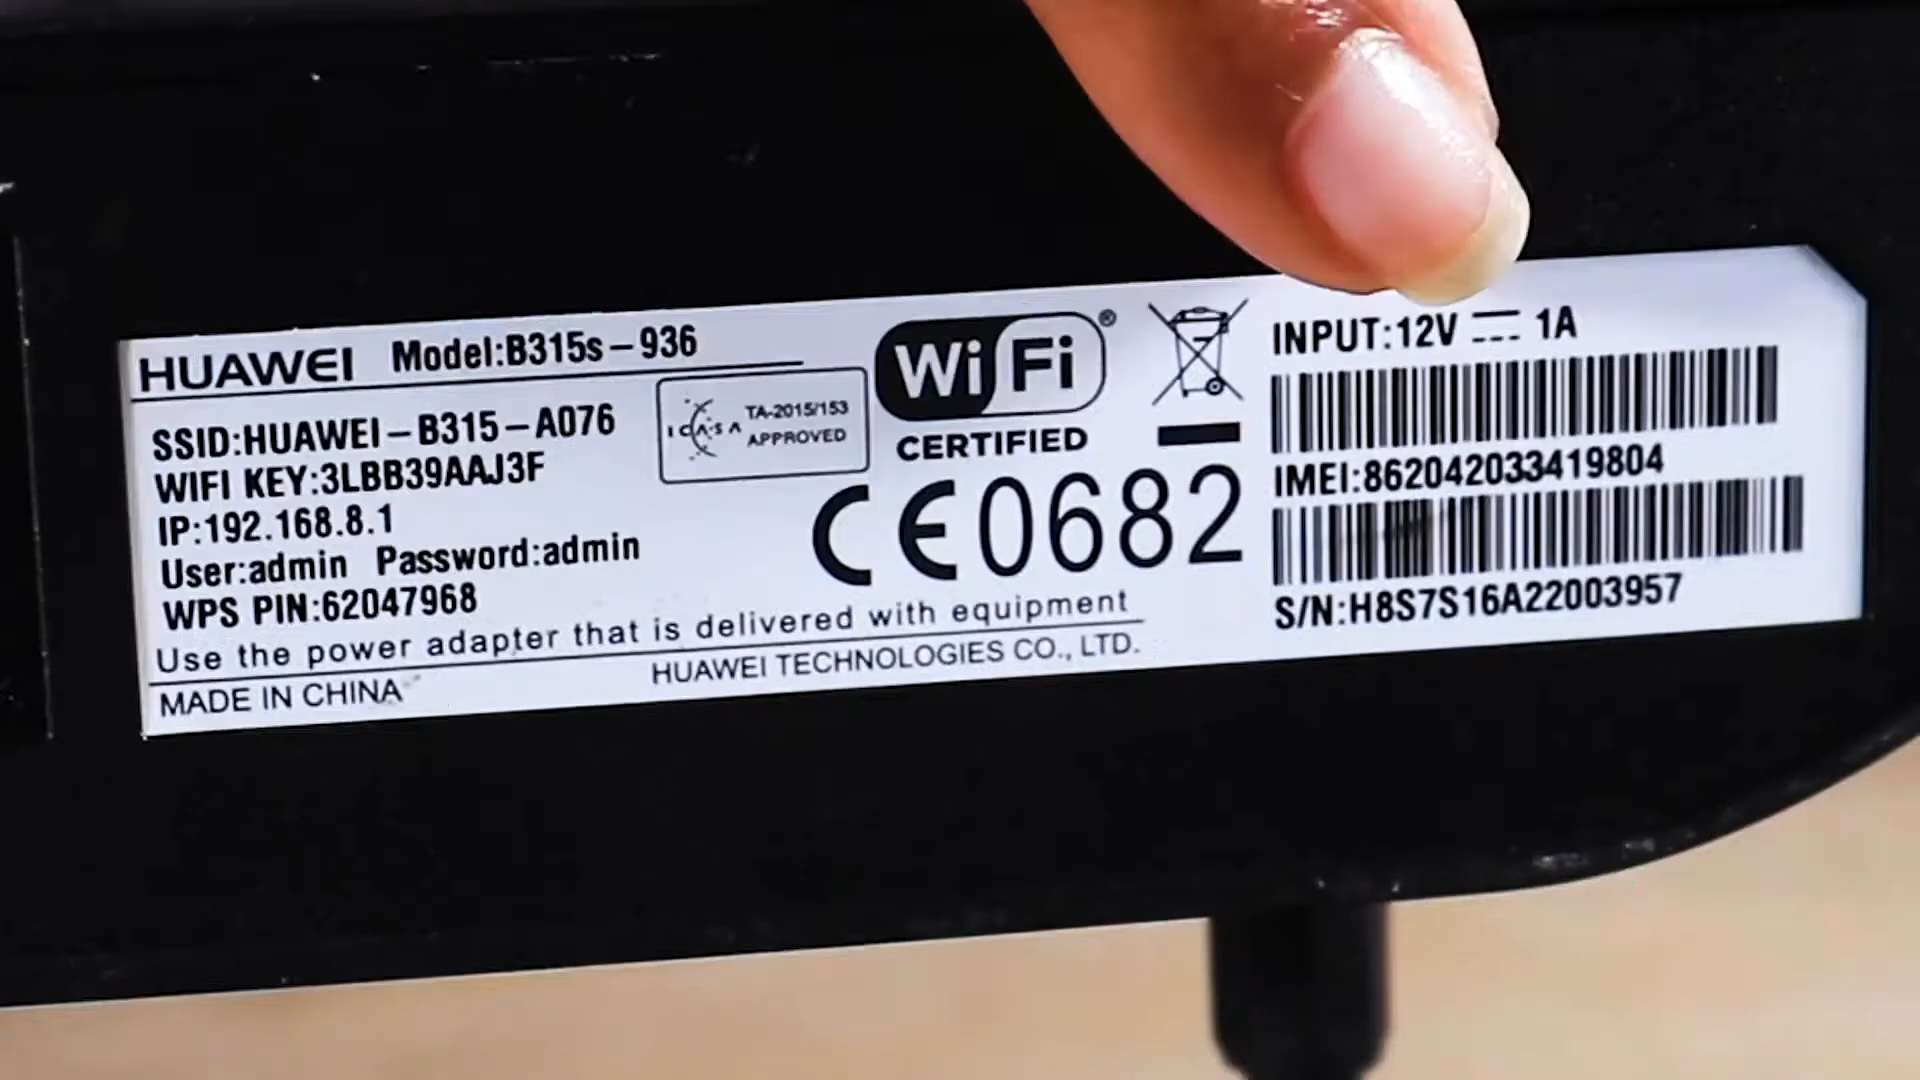 HUAWEI Model:B315s-936
SSID:HUAWEI-B315-A076
WIFI KEY:3LBB39AAJ3F
IP:192.168.8.1
User:admin Password:admin
WPS PIN:62047968
Use the power adapter that is delivered with equipment
MADE IN CHINA
HUAWEI TECHNOLOGIES CO., LTD.
ICASA
TA-2015/153
APPROVED
WiFi®
CERTIFIED
CE0682
INPUT:12V ⎓ 1A
IMEI:862042033419804
S/N:H8S7S16A22003957